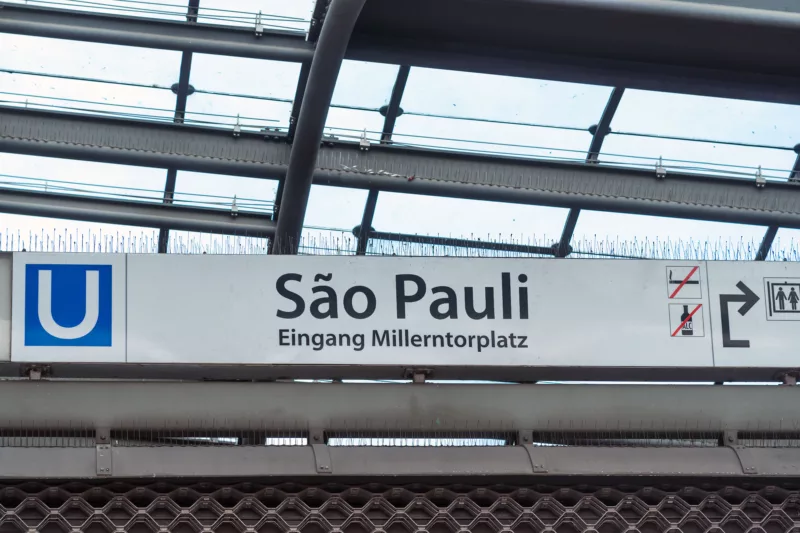 U
São Pauli
Eingang Millerntorplatz